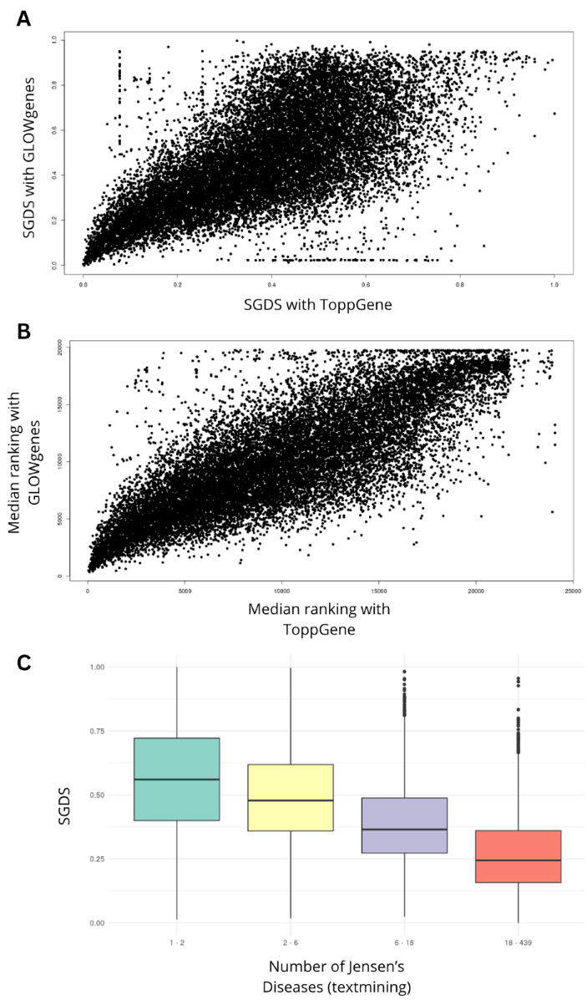 A
SGDS with GLOWgenes
0.0
0.2
0.4
0.6
0.8
1.0
0.0
0.2
0.4
0.6
0.8
1.0
SGDS with ToppGene
B
Median ranking with
GLOWgenes
0
5000
10000
15000
20000
0
5000
10000
15000
20000
25000
Median ranking with
ToppGene
C
SGDS
1.00
0.75
0.50
0.25
0.00
1 - 2
2 - 6
6 - 18
18 - 439
Number of Jensen's
Diseases (textmining)